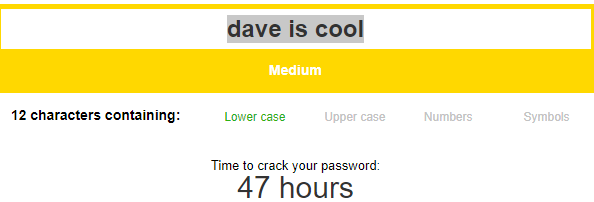 dave is cool
Medium
12 characters containing: Lower case Upper case Numbers Symbols
Time to crack your password:
47 hours